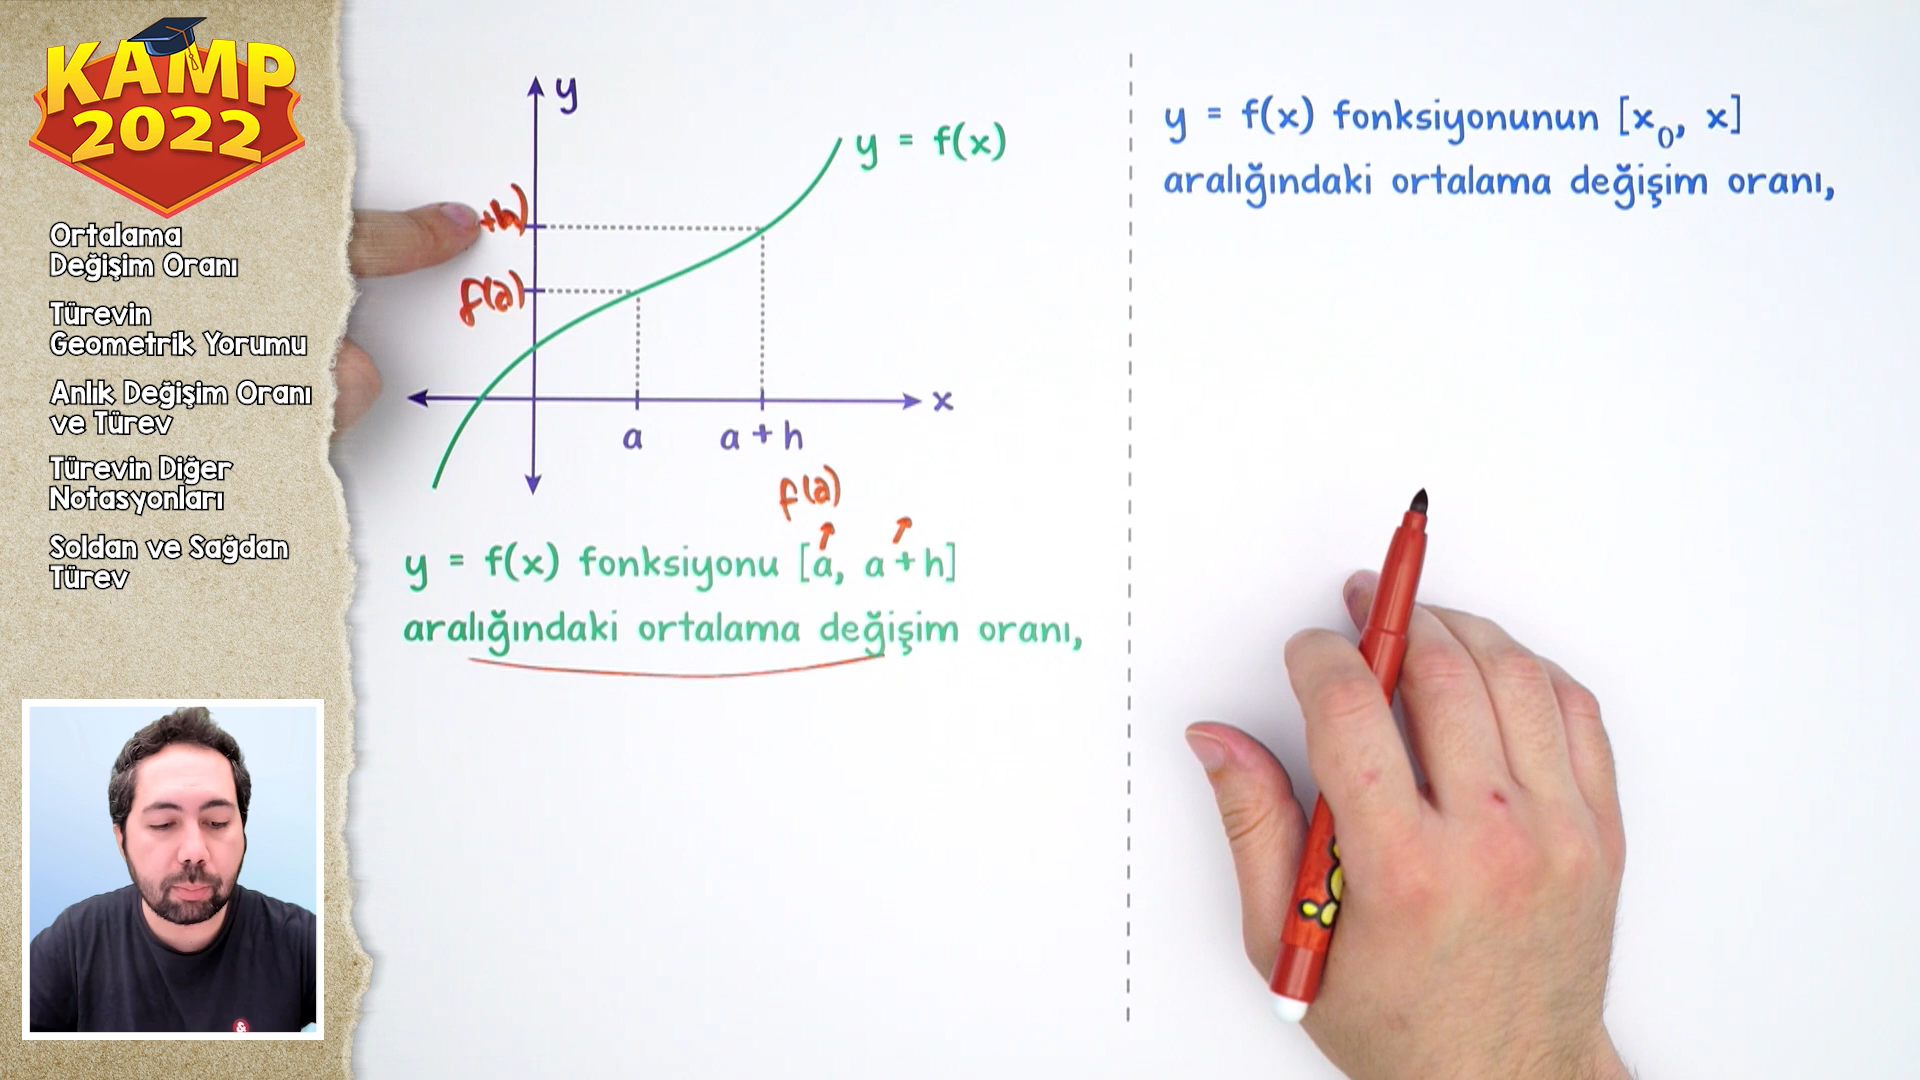 KAMP
2022
Ortalama
Değişim Oranı
Türevin
Geometrik Yorumu
Anlık Değişim Oranı
ve Türev
Türevin Diğer
Notasyonları
Soldan ve Sağdan
Türev
y
y = f(x)
+h)
f(a)
x
a
a + h
f(a)
y = f(x) fonksiyonu [a, a + h]
aralığındaki ortalama değişim oranı,
y = f(x) fonksiyonunun [x₀, x]
aralığındaki ortalama değişim oranı,